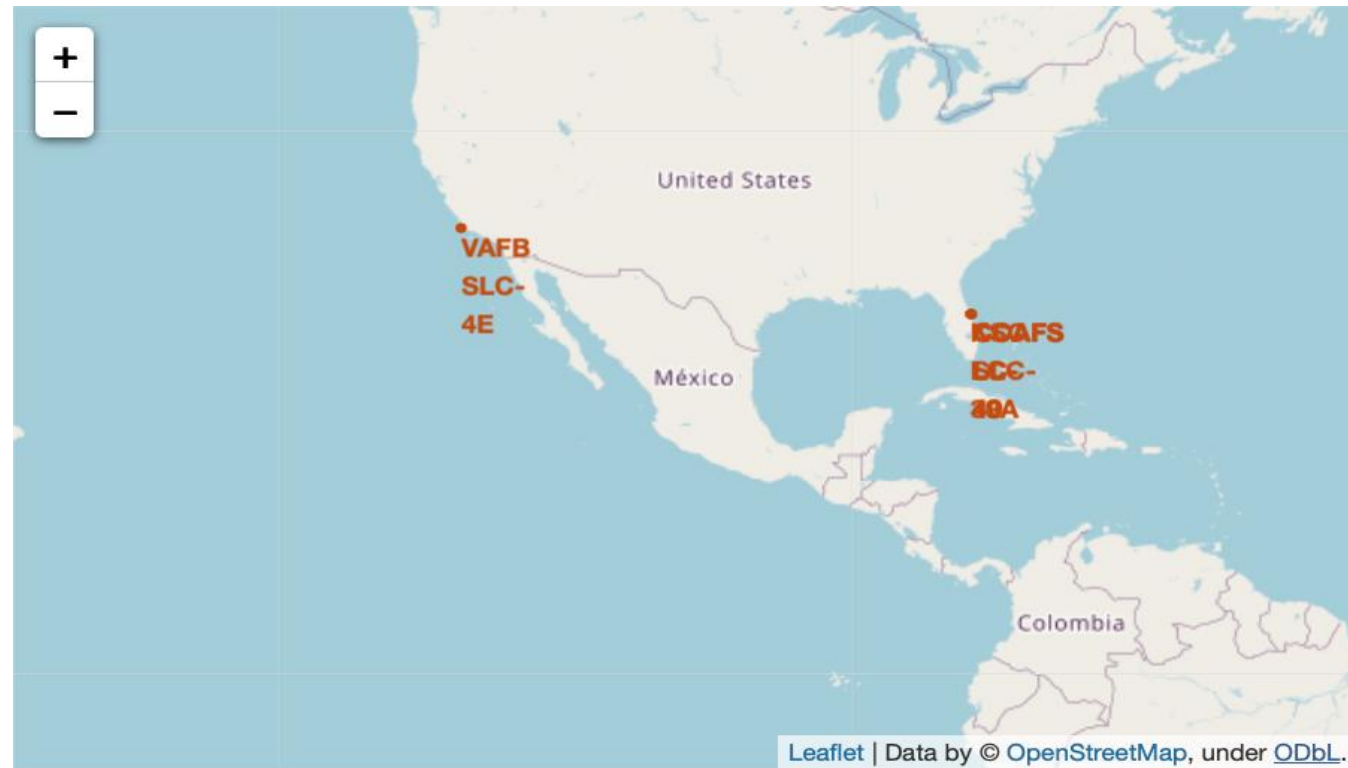 +
−
United States
VAFB
SLC-
4E
México
Colombia
Leaflet | Data by © OpenStreetMap, under ODbL.